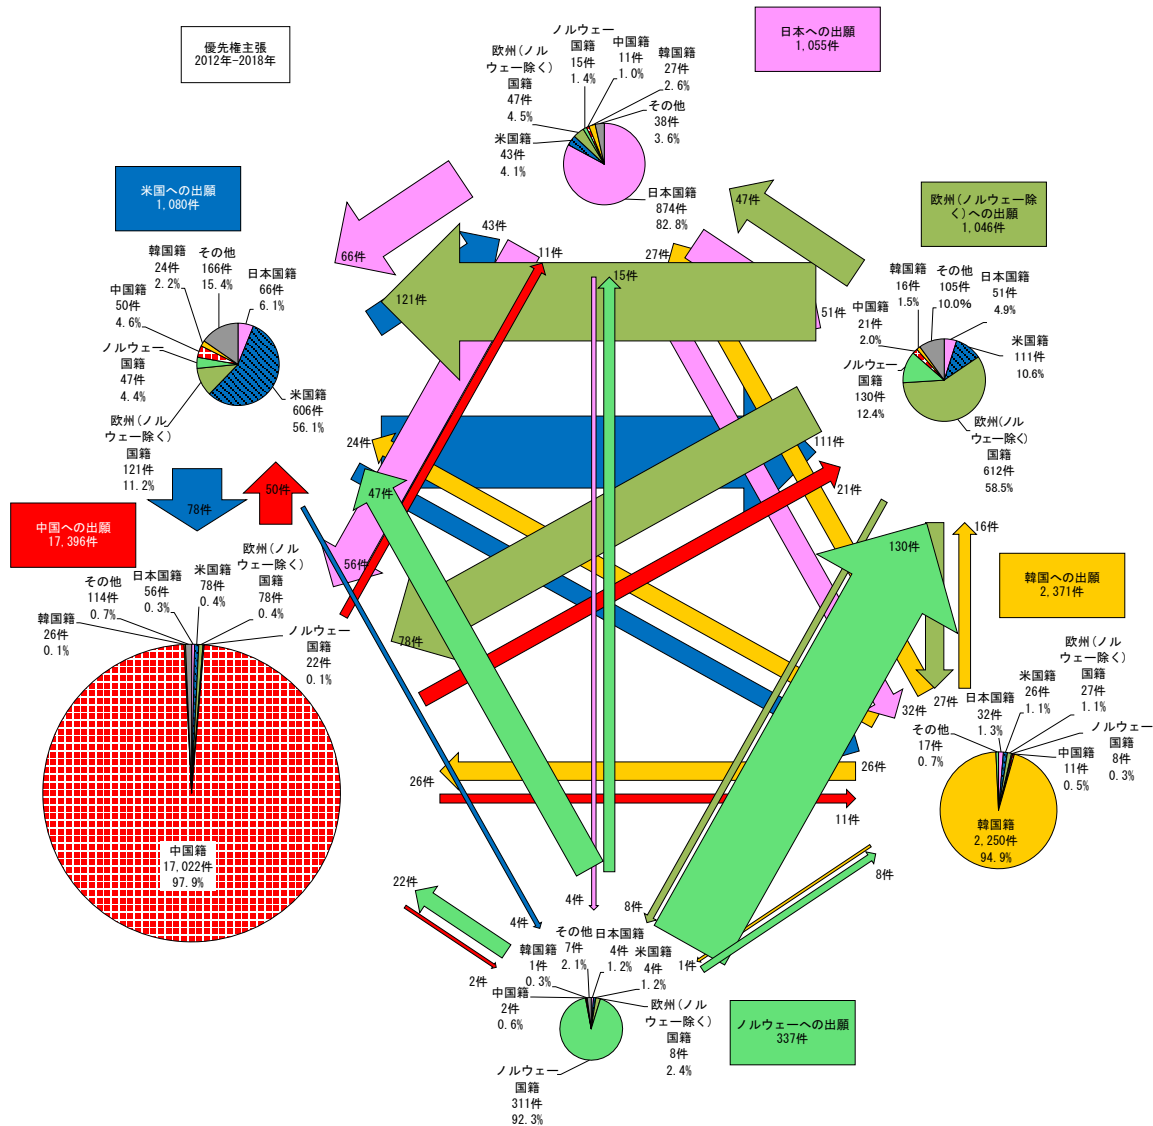 優先権主張
2012年-2018年
日本への出願
1,055件
ノルウェー
国籍
15件
1.4%
中国籍
11件
1.0%
韓国籍
27件
2.6%
欧州(ノル
ウェー除く)
国籍
47件
4.5%
その他
38件
3.6%
米国籍
43件
4.1%
日本国籍
874件
82.8%
米国への出願
1,080件
韓国籍
24件
2.2%
その他
166件
15.4%
日本国籍
66件
6.1%
中国籍
50件
4.6%
ノルウェー
国籍
47件
4.4%
米国籍
606件
56.1%
欧州(ノル
ウェー除く)
国籍
121件
11.2%
欧州(ノルウェー除
く)への出願
1,046件
韓国籍
16件
1.5%
その他
105件
10.0%
日本国籍
51件
4.9%
中国籍
21件
2.0%
米国籍
111件
10.6%
ノルウェー
国籍
130件
12.4%
欧州(ノル
ウェー除く)
国籍
612件
58.5%
66件
43件
11件
15件
27件
47件
121件
51件
24件
111件
47件
21件
50件
78件
56件
78件
130件
16件
32件
27件
26件
26件
11件
22件
2件
4件
4件
8件
1件
8件
中国への出願
17,396件
韓国籍
26件
0.1%
その他
114件
0.7%
日本国籍
56件
0.3%
米国籍
78件
0.4%
欧州(ノル
ウェー除く)
国籍
78件
0.4%
ノルウェー
国籍
22件
0.1%
中国籍
17,022件
97.9%
韓国への出願
2,371件
その他
17件
0.7%
日本国籍
32件
1.3%
米国籍
26件
1.1%
欧州(ノル
ウェー除く)
国籍
27件
1.1%
ノルウェー
国籍
8件
0.3%
中国籍
11件
0.5%
韓国籍
2,250件
94.9%
ノルウェーへの出願
337件
中国籍
2件
0.6%
韓国籍
1件
0.3%
その他
7件
2.1%
日本国籍
4件
1.2%
米国籍
4件
1.2%
欧州(ノル
ウェー除く)
国籍
8件
2.4%
ノルウェー
国籍
311件
92.3%